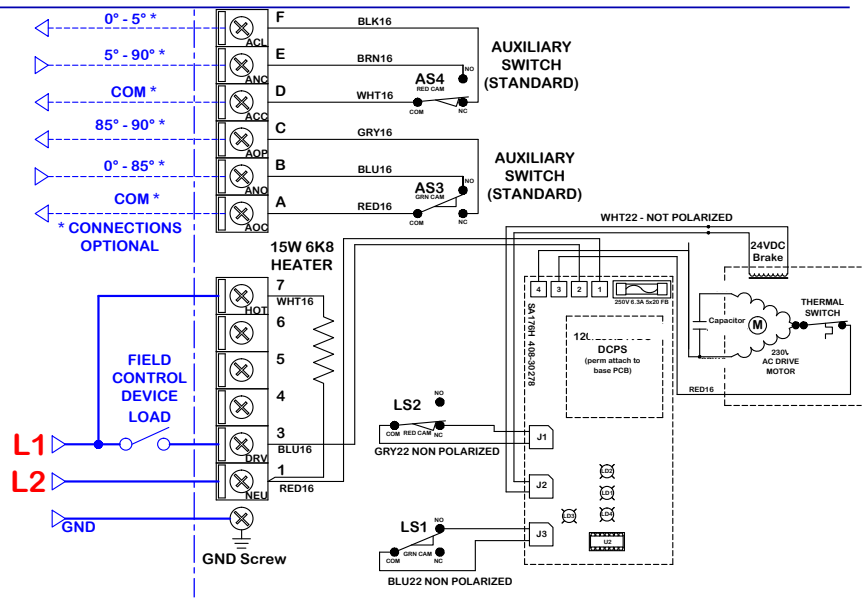 0° - 5° *
ACL
F
BLK16
5° - 90° *
ANC
E
BRN16
COM *
ACC
D
WHT16
AS4
RED CAM
NO
COM
NC
AUXILIARY
SWITCH
(STANDARD)
85° - 90° *
AOP
C
GRY16
0° - 85° *
ANO
B
BLU16
COM *
AOC
A
RED16
AS3
GRN CAM
NO
COM
NC
AUXILIARY
SWITCH
(STANDARD)
* CONNECTIONS
OPTIONAL
15W 6K8
HEATER
WHT22 - NOT POLARIZED
24VDC
Brake
7
WHT16
HOT
6
5
4
3
BLU16
DRV
1
RED16
NEU
FIELD
CONTROL
DEVICE
LOAD
L1
L2
GND
GND Screw
4
3
2
1
250V 6.3A 5x20 FB
SA176H 408-30278
DCPS
(perm attach to
base PCB)
Capacitor
M
THERMAL
SWITCH
AC DRIVE
MOTOR
RED16
LS2
NO
COM
RED CAM
NC
GRY22 NON POLARIZED
J1
J2
J3
LD2
LD1
LD3
LD4
U2
LS1
NO
COM
GRN CAM
NC
BLU22 NON POLARIZED